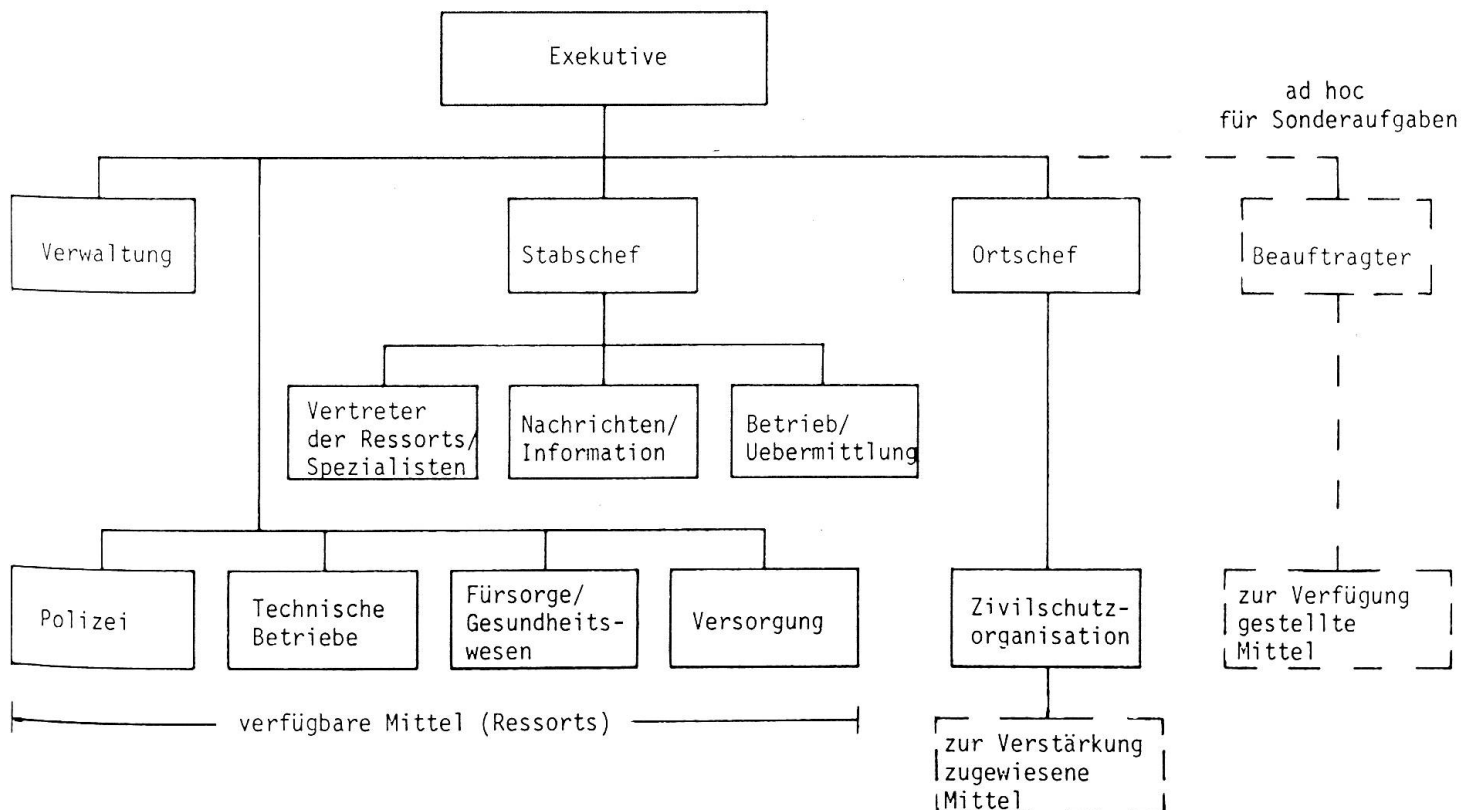 Exekutive
ad hoc
für Sonderaufgaben
Verwaltung
Stabschef
Ortschef
Beauftragter
Vertreter
der Ressorts/
Spezialisten
Nachrichten/
Information
Betrieb/
Uebermittlung
Polizei
Technische
Betriebe
Fürsorge/
Gesundheits-
wesen
Versorgung
Zivilschutz-
organisation
zur Verfügung
gestellte
Mittel
verfügbare Mittel (Ressorts)
zur Verstärkung
zugewiesene
Mittel